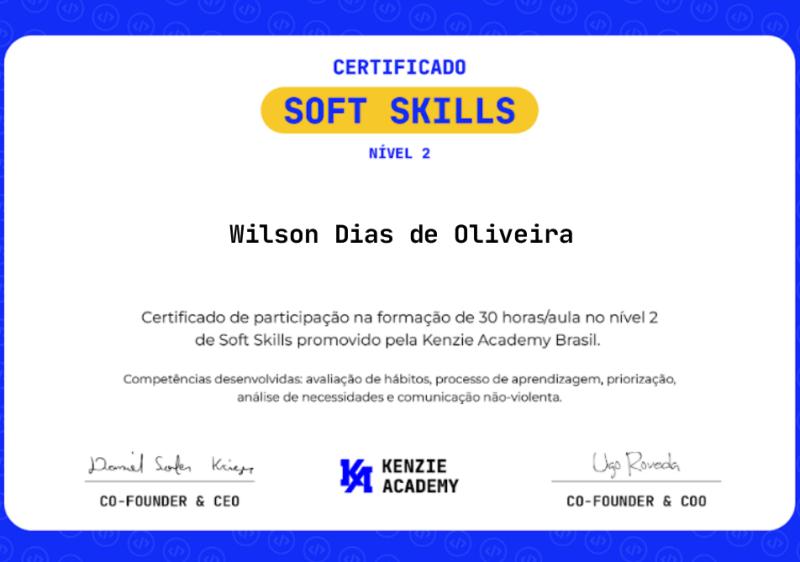 CERTIFICADO
SOFT SKILLS
NÍVEL 2
Wilson Dias de Oliveira
Certificado de participação na formação de 30 horas/aula no nível 2
de Soft Skills promovido pela Kenzie Academy Brasil.
Competências desenvolvidas: avaliação de hábitos, processo de aprendizagem, priorização,
análise de necessidades e comunicação não-violenta.
Daniel
CO-FOUNDER & CEO
KA KENZIE
ACADEMY
Ugo Roveda
CO-FOUNDER & COO